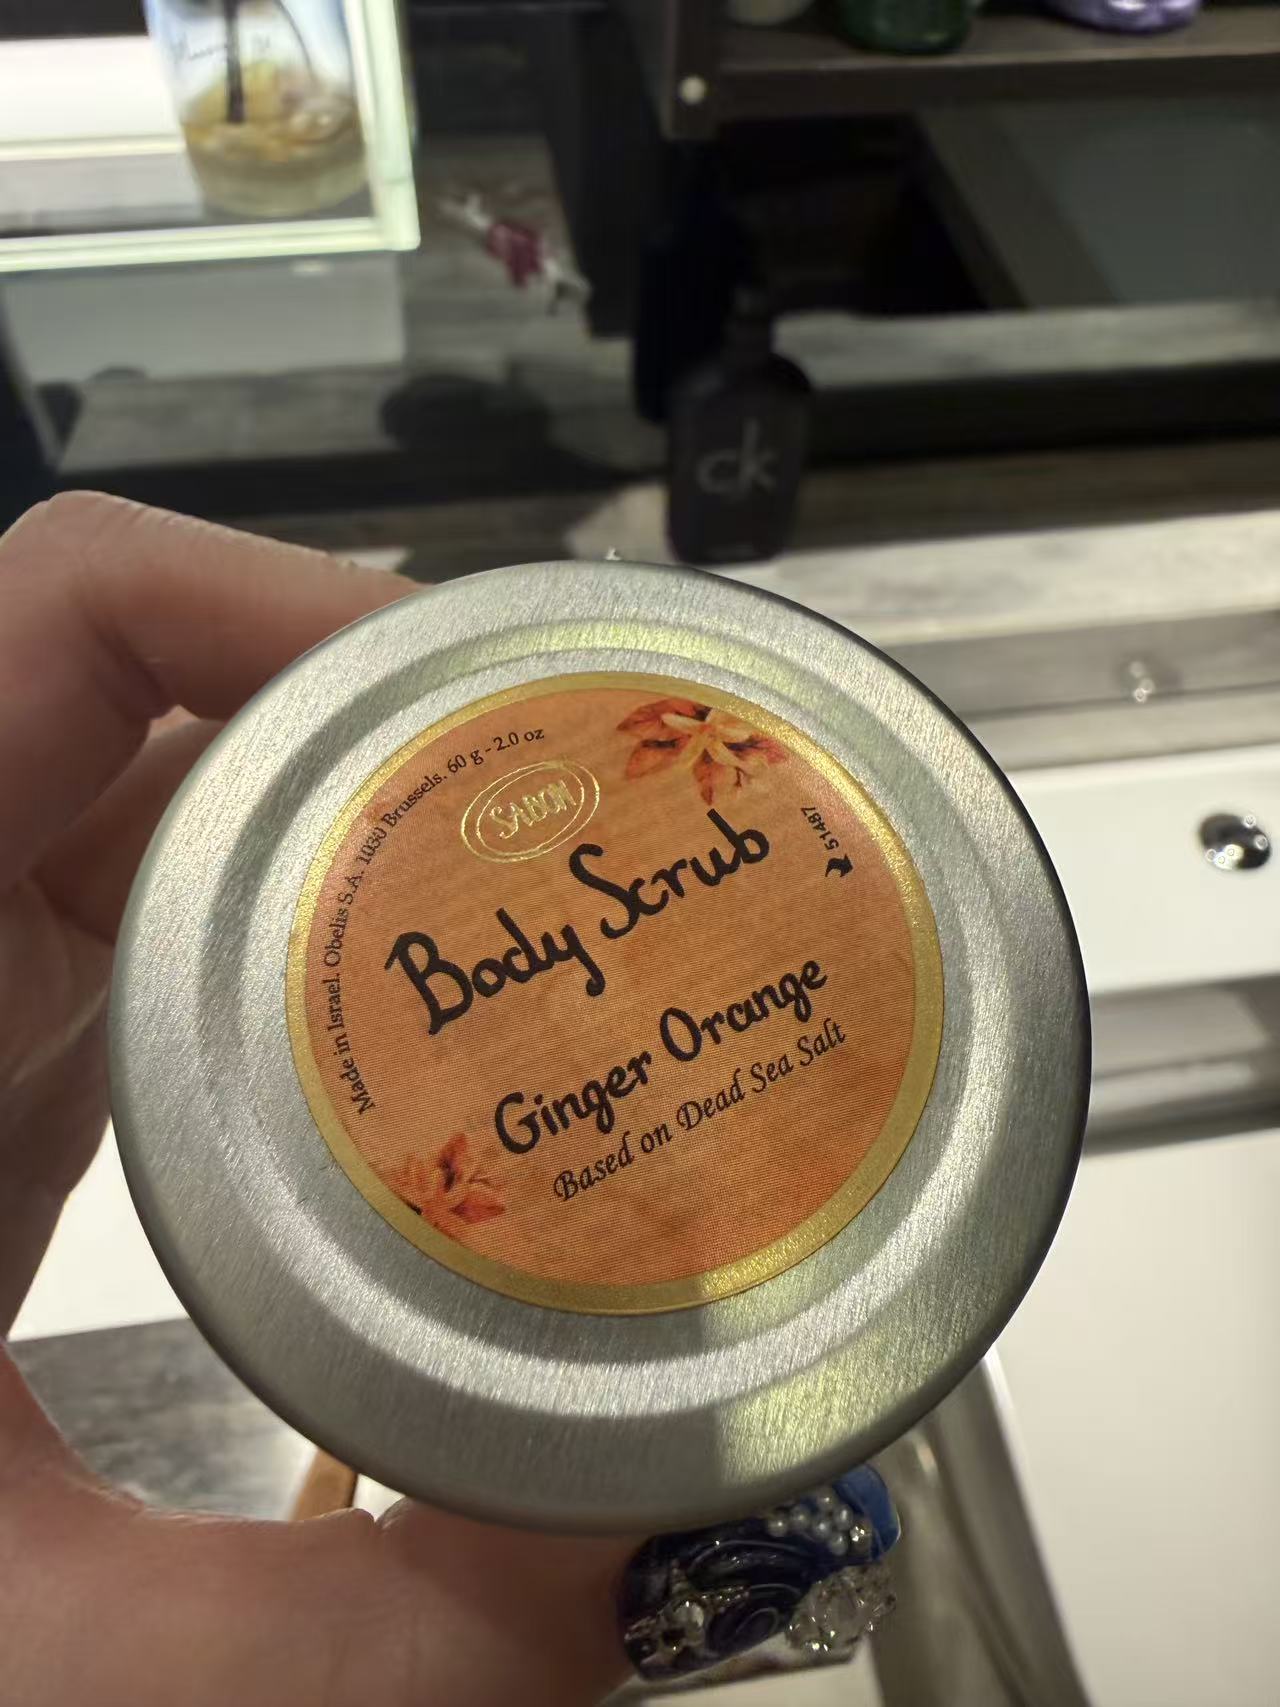 ck
Made in Israel. Obelis S.A. 1030 Brussels. 60 g - 2.0 oz
SABON
Body Scrub
51487
Ginger Orange
Based on Dead Sea Salt